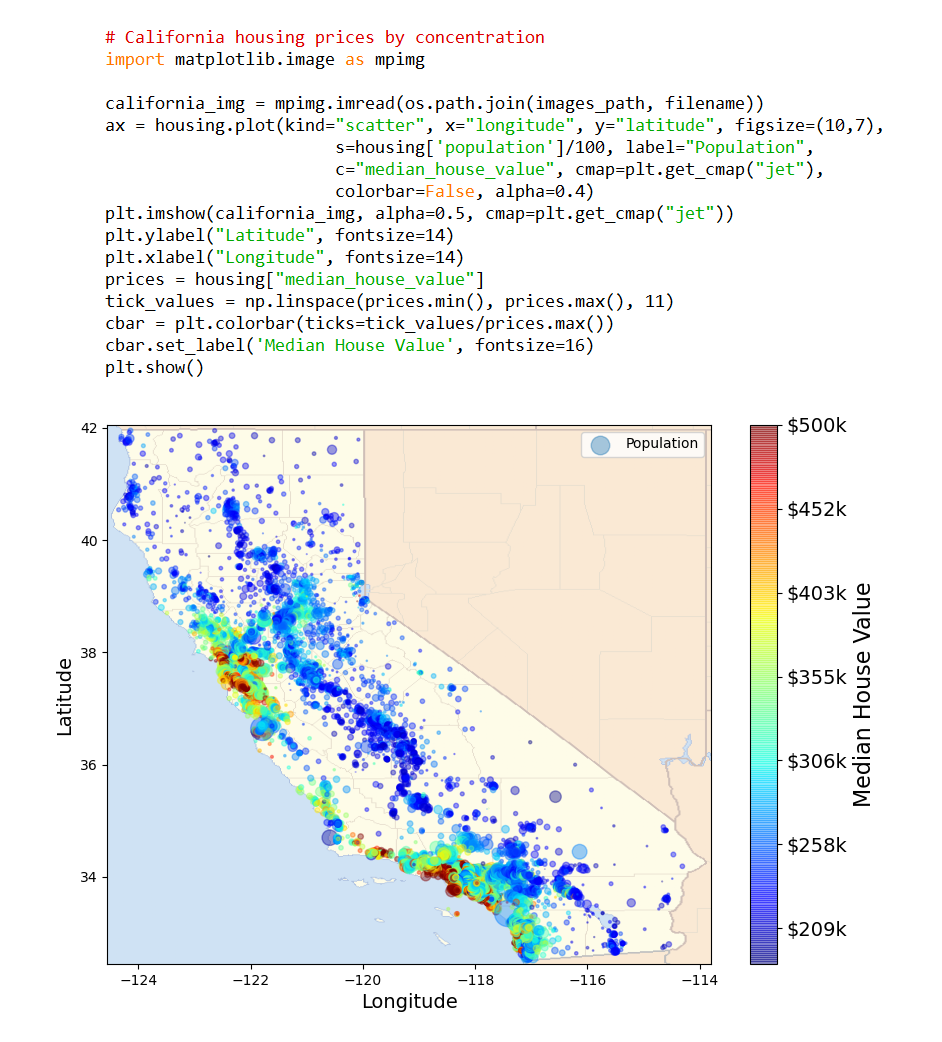 # California housing prices by concentration
import matplotlib.image as mpimg
california_img = mpimg.imread(os.path.join(images_path, filename))
ax = housing.plot(kind="scatter", x="longitude", y="latitude", figsize=(10,7),
                       s=housing['population']/100, label="Population",
                       c="median_house_value", cmap=plt.get_cmap("jet"),
                       colorbar=False, alpha=0.4)
plt.imshow(california_img, alpha=0.5, cmap=plt.get_cmap("jet"))
plt.ylabel("Latitude", fontsize=14)
plt.xlabel("Longitude", fontsize=14)
prices = housing["median_house_value"]
tick_values = np.linspace(prices.min(), prices.max(), 11)
cbar = plt.colorbar(ticks=tick_values/prices.max())
cbar.set_label('Median House Value', fontsize=16)
plt.show()
Population
42
40
38
36
34
Latitude
−124
−122
−120
−118
−116
−114
Longitude
$500k
$452k
$403k
$355k
$306k
$258k
$209k
Median House Value